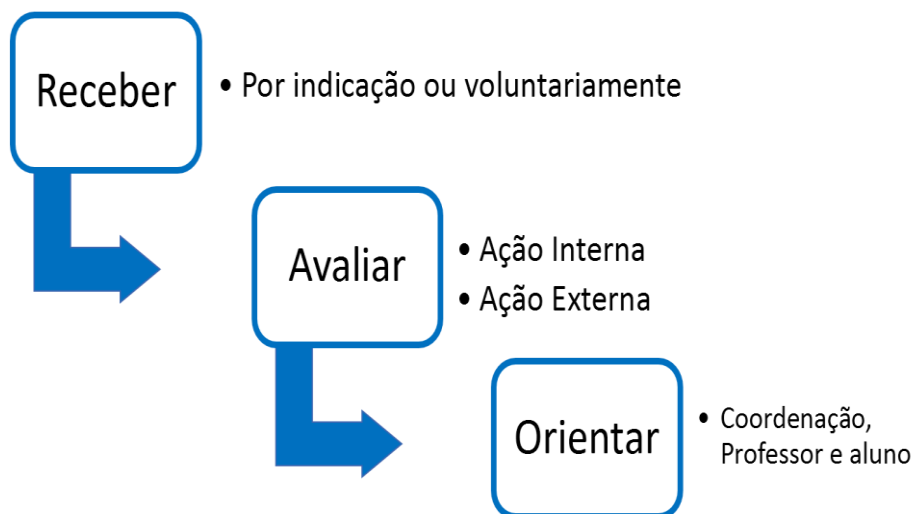 Receber
• Por indicação ou voluntariamente
Avaliar
• Ação Interna
• Ação Externa
Orientar
• Coordenação,
Professor e aluno